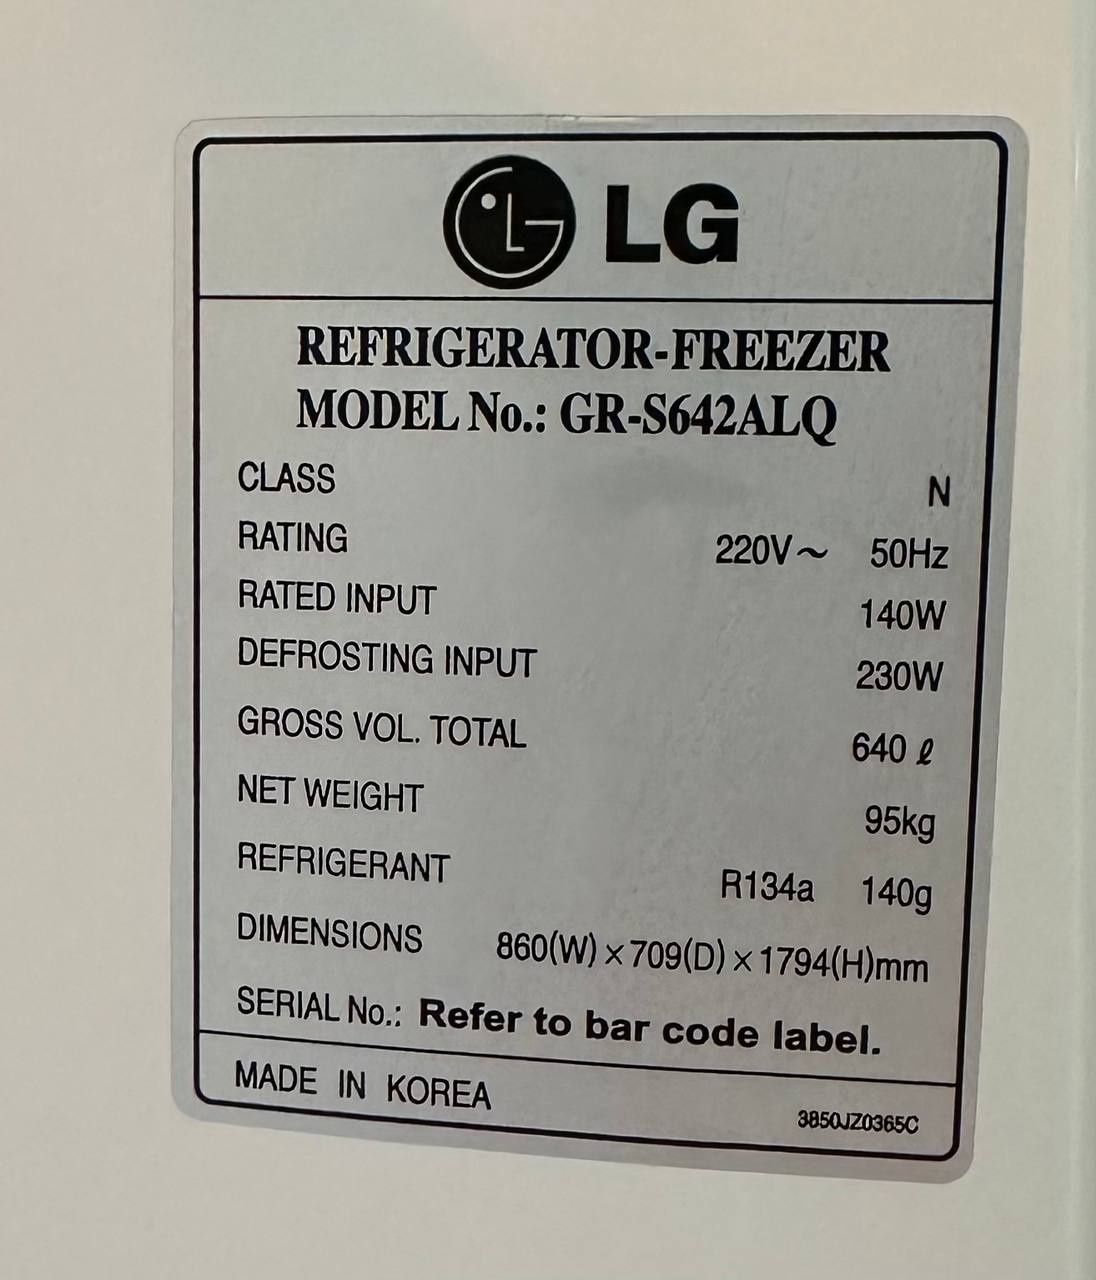 LG
REFRIGERATOR-FREEZER
MODEL No.: GR-S642ALQ
CLASS N
RATING 220V~ 50Hz
RATED INPUT 140W
DEFROSTING INPUT 230W
GROSS VOL. TOTAL 640 ℓ
NET WEIGHT 95kg
REFRIGERANT R134a 140g
DIMENSIONS 860(W)×709(D)×1794(H)mm
SERIAL No.: Refer to bar code label.
MADE IN KOREA 3850JZ0365C